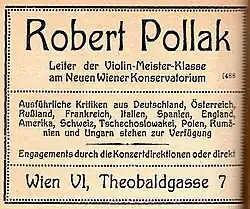 Robert Pollak
Leiter der Violin-Meister-Klasse
am Neuen Wiener Konservatorium [488
Ausführliche Kritiken aus Deutschland, Österreich,
Rußland, Frankreich, Italien, Spanien, England,
Amerika, Schweiz, Tschechoslowakei, Polen, Rumä-
nien und Ungarn stehen zur Verfügung
Engagements durch die Konzertdirektionen oder direkt
Wien VI, Theobaldgasse 7